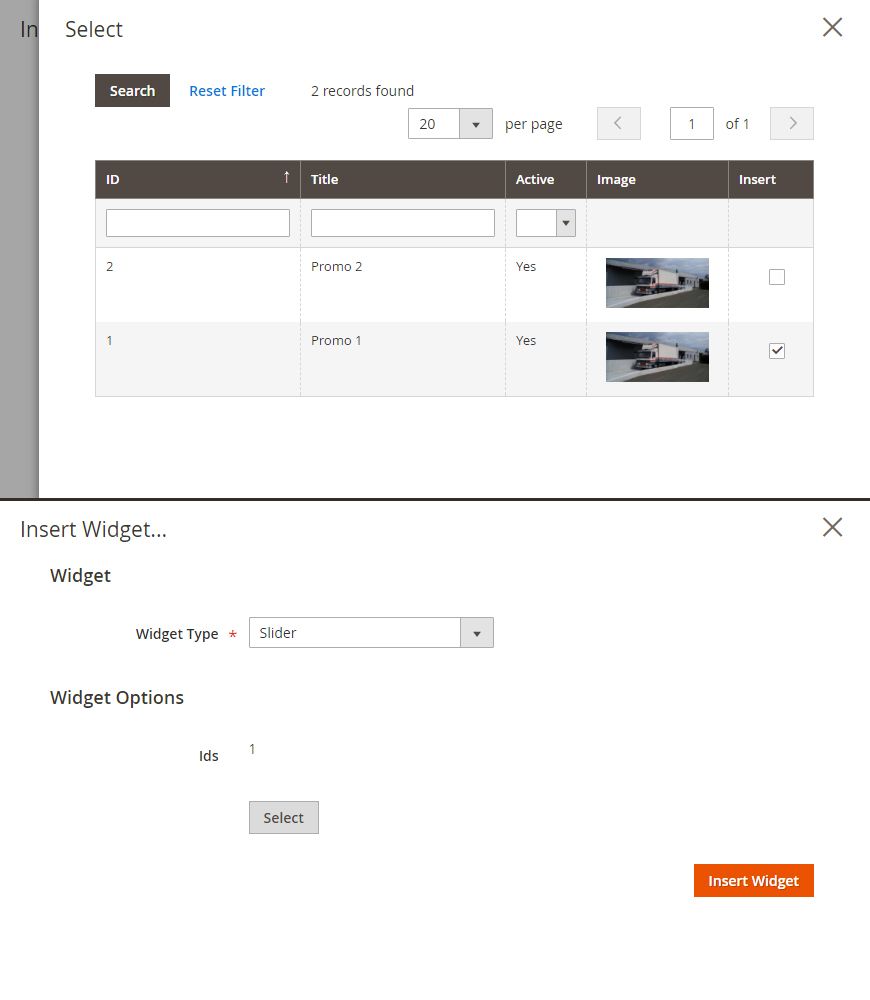 In
Select
Search Reset Filter 2 records found
20 per page 1 of 1
ID ↑ Title Active Image Insert
2 Promo 2 Yes
1 Promo 1 Yes
Insert Widget...
Widget
Widget Type * Slider
Widget Options
Ids 1
Select
Insert Widget